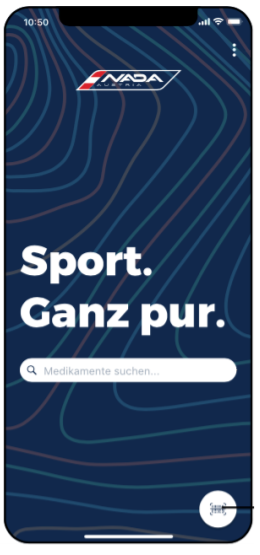 10:50
NADA
AUSTRIA
Sport.
Ganz pur.
Medikamente suchen...